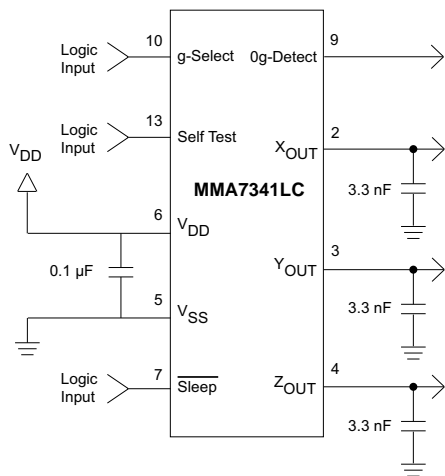 10
9
Logic
Input
g-Select
0g-Detect
13
2
Logic
Input
Self Test
XOUT
VDD
MMA7341LC
3.3 nF
6
VDD
3
YOUT
0.1 µF
5
3.3 nF
VSS
4
7
Logic
Input
Sleep
ZOUT
3.3 nF